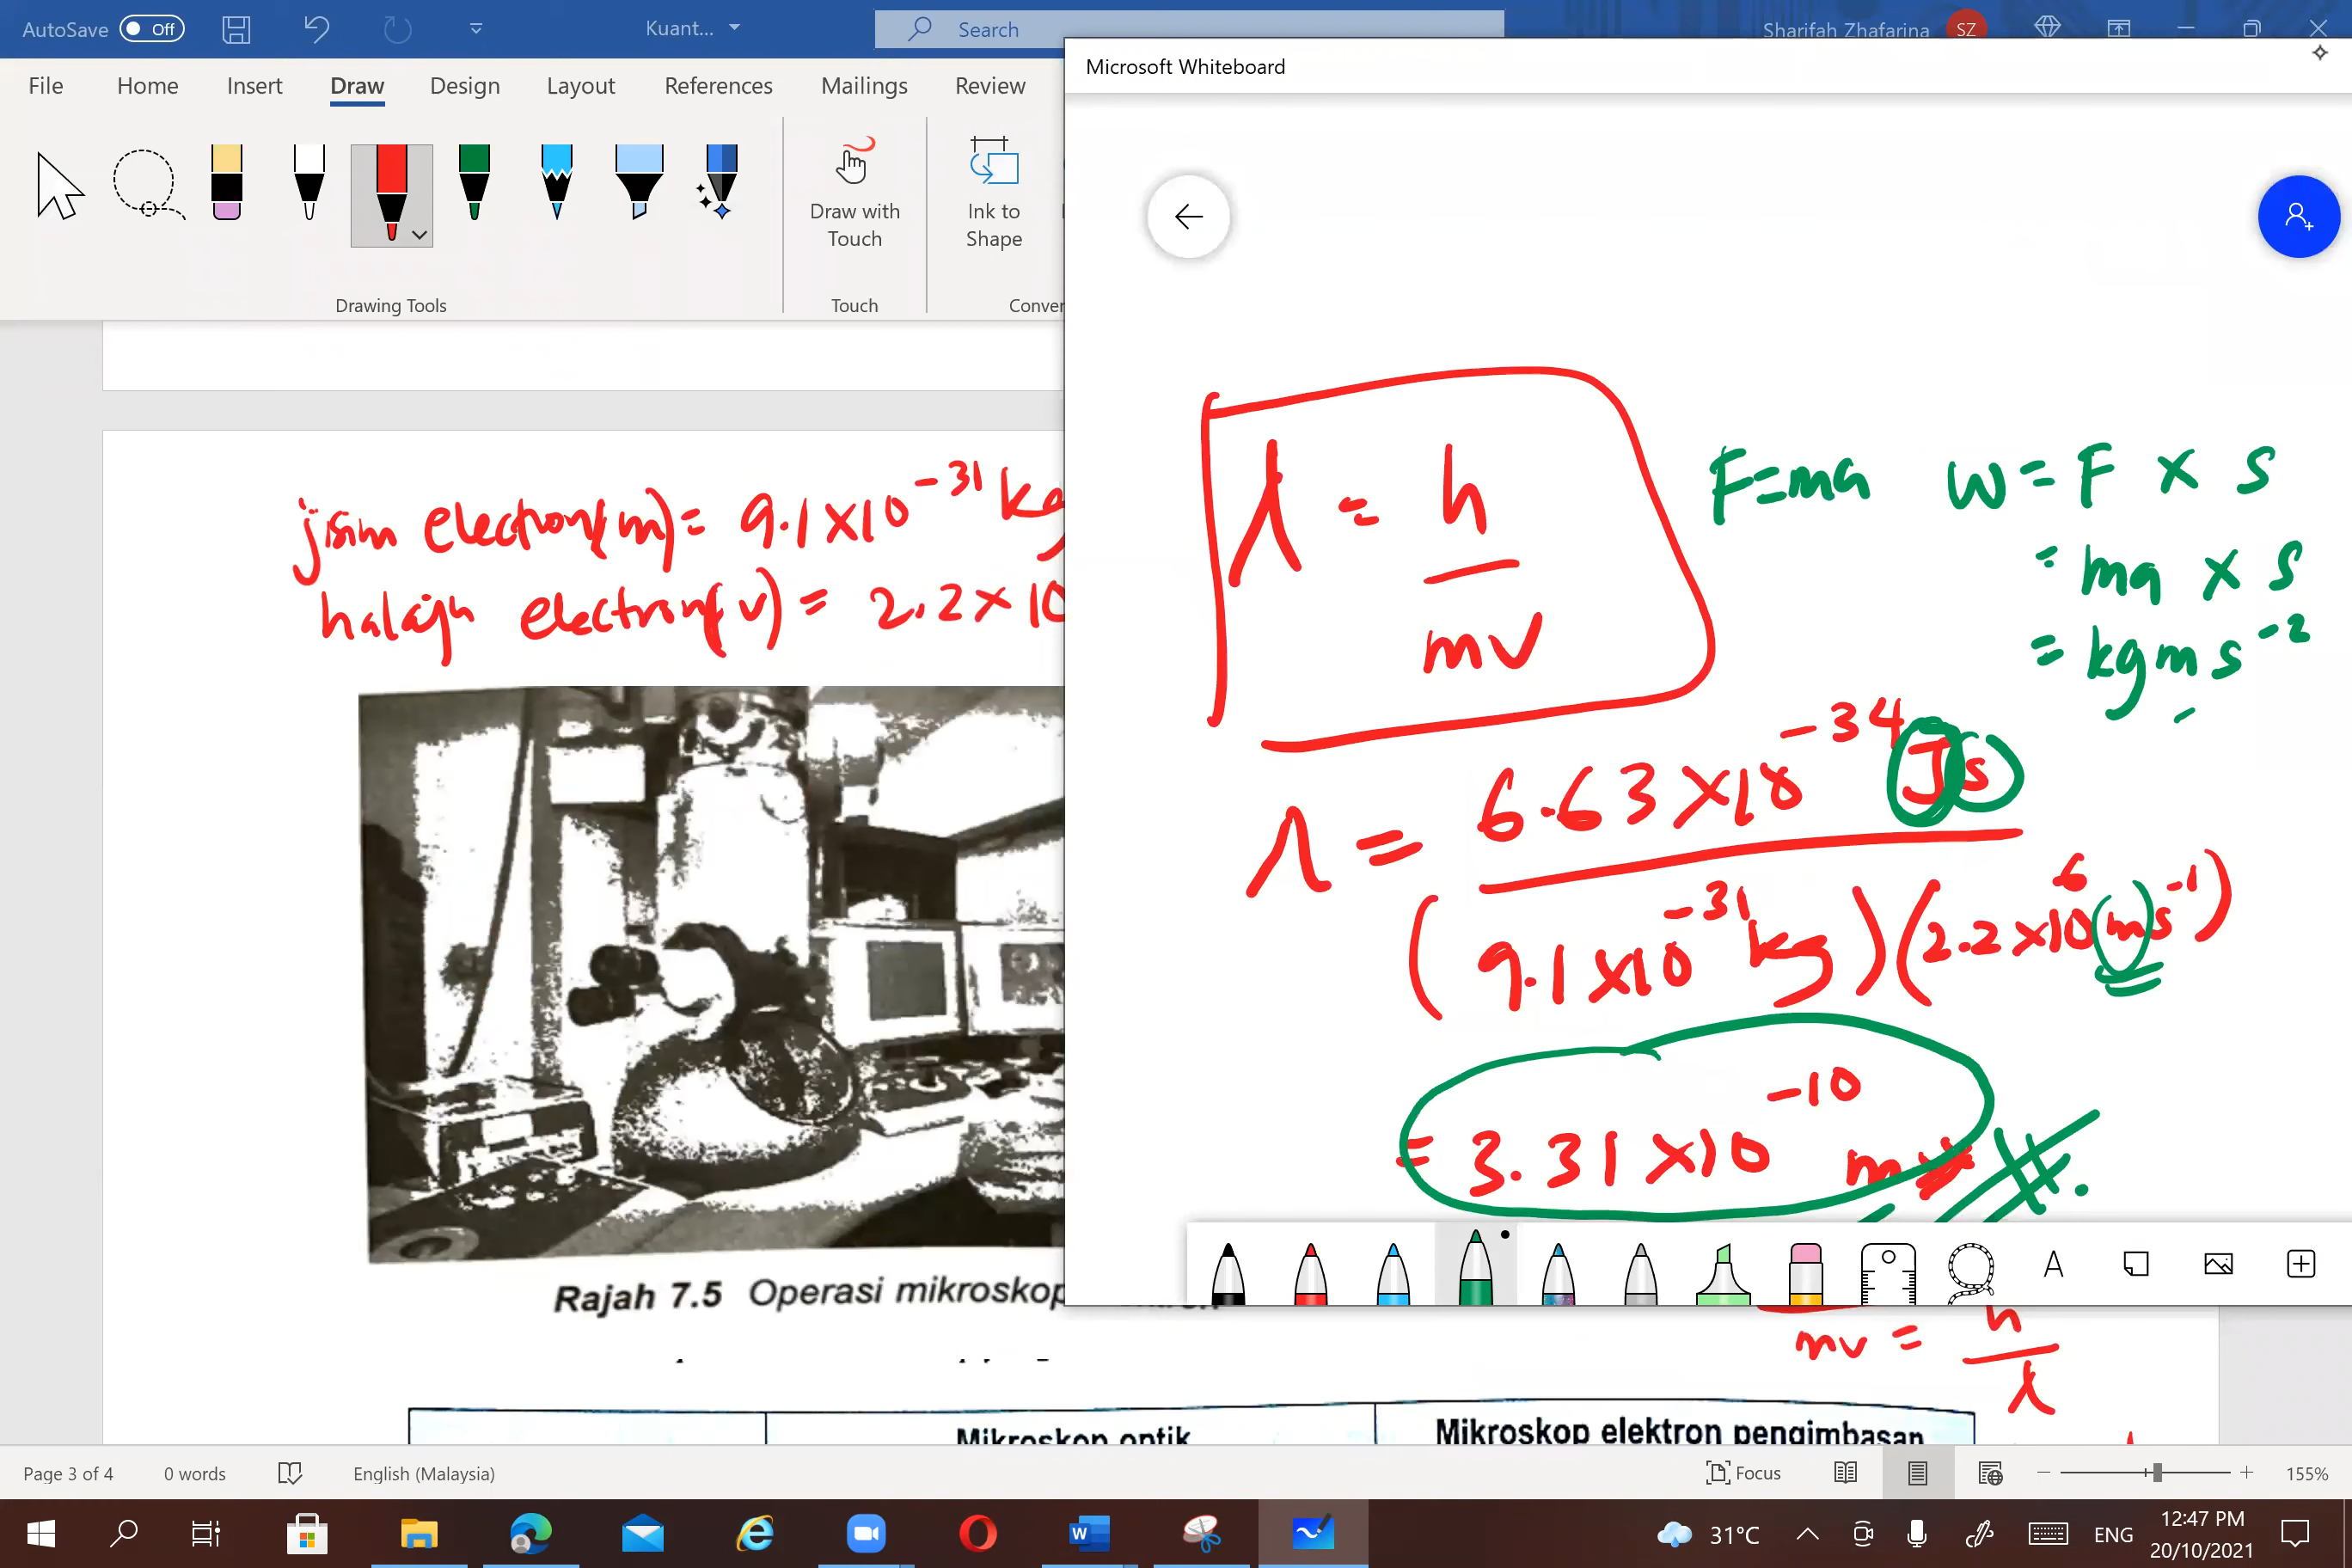 AutoSave Off
Kuant...
Search
Sharifah Zhafarina SZ
File Home Insert Draw Design Layout References Mailings Review
Draw with Touch
Ink to Shape
Drawing Tools
Touch
Conver
Microsoft Whiteboard
jisim electron(m) = 9.1×10⁻³¹ kg
halaju electron(v) = 2.2×10
Rajah 7.5 Operasi mikroskop
λ = h / mv
F=ma W = F × s
= ma × s
= kgms⁻²
λ = 6.63×10⁻³⁴ Js / (9.1×10⁻³¹ kg)(2.2×10⁶ ms⁻¹)
= 3.31×10⁻¹⁰ m
mv = h / λ
Mikroskop optik
Mikroskop elektron pengimbasan
Page 3 of 4 0 words English (Malaysia) Focus 155%
31°C ENG 12:47 PM
20/10/2021